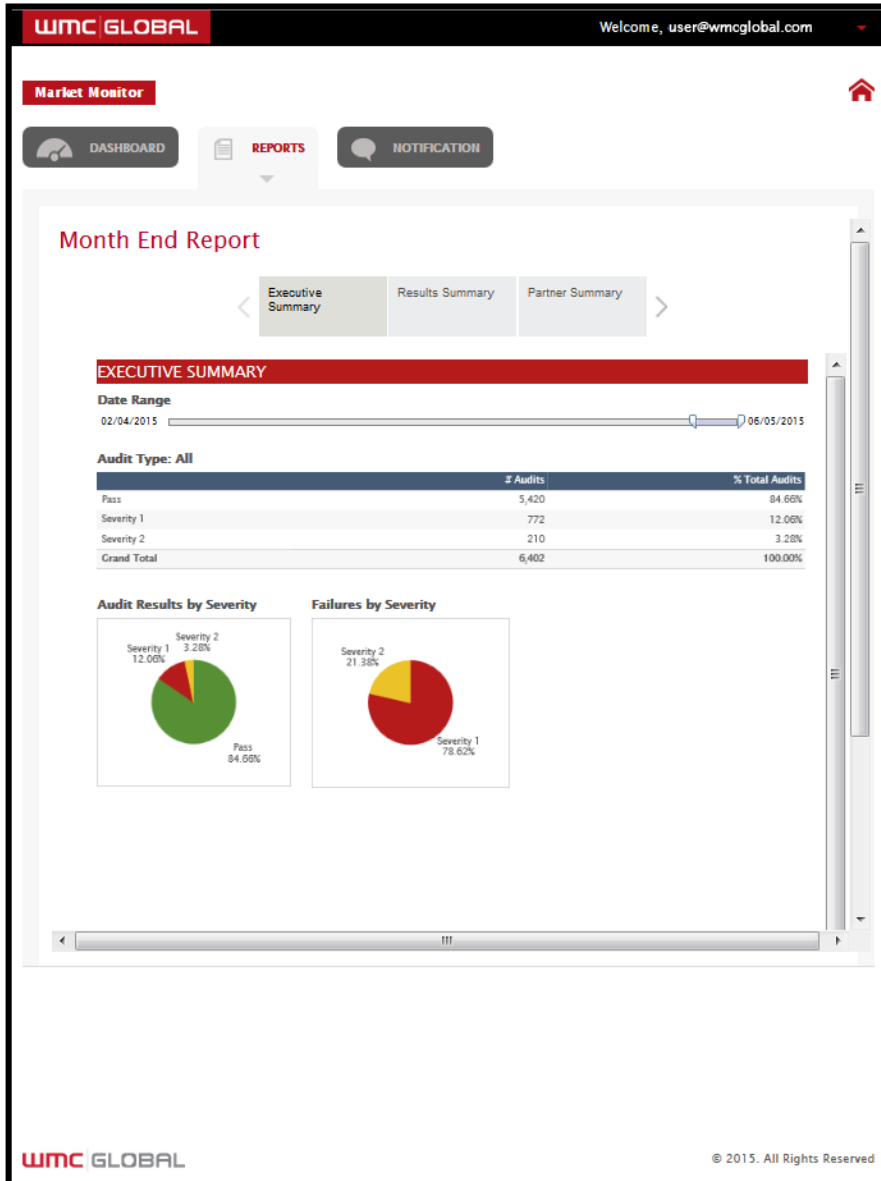 WMC GLOBAL
Welcome, user@wmcglobal.com
Market Monitor
DASHBOARD
REPORTS
NOTIFICATION
Month End Report
Executive
Summary
Results Summary
Partner Summary
EXECUTIVE SUMMARY
Date Range
02/04/2015
06/05/2015
Audit Type: All
# Audits % Total Audits
Pass 5,420 84.66%
Severity 1 772 12.06%
Severity 2 210 3.28%
Grand Total 6,402 100.00%
Audit Results by Severity
Severity 2
3.28%
Severity 1
12.06%
Pass
84.66%
Failures by Severity
Severity 2
21.38%
Severity 1
78.62%
WMC GLOBAL
© 2015. All Rights Reserved